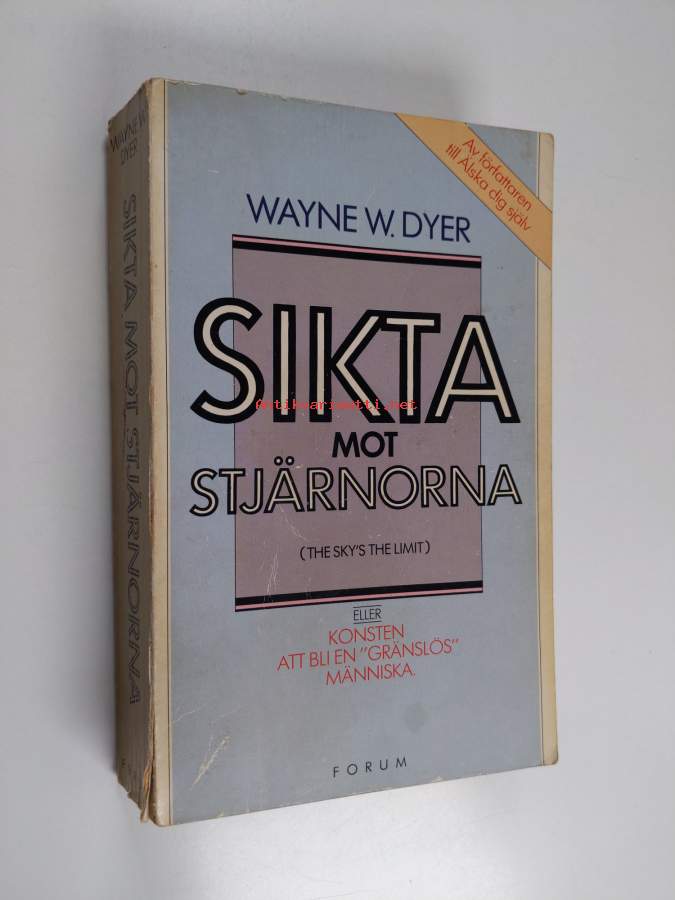 WAYNE W.
DYER
SIKTA MOT STJÄRNORNA
Av författaren
till Älska dig själv
WAYNE W. DYER
SIKTA
antikvariaatti.net
MOT
STJÄRNORNA
(THE SKY'S THE LIMIT)
ELLER
KONSTEN
ATT BLI EN "GRÄNSLÖS"
MÄNNISKA.
FORUM